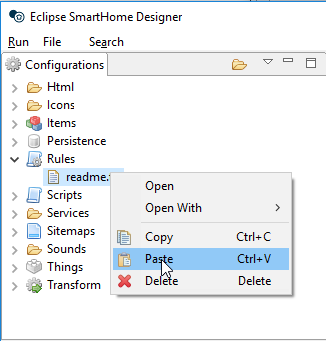 Eclipse SmartHome Designer
Run File Search
Configurations
Html
Icons
Items
Persistence
Rules
readme.
Scripts
Services
Sitemaps
Sounds
Things
Transform
Open
Open With
Copy Ctrl+C
Paste Ctrl+V
Delete Delete